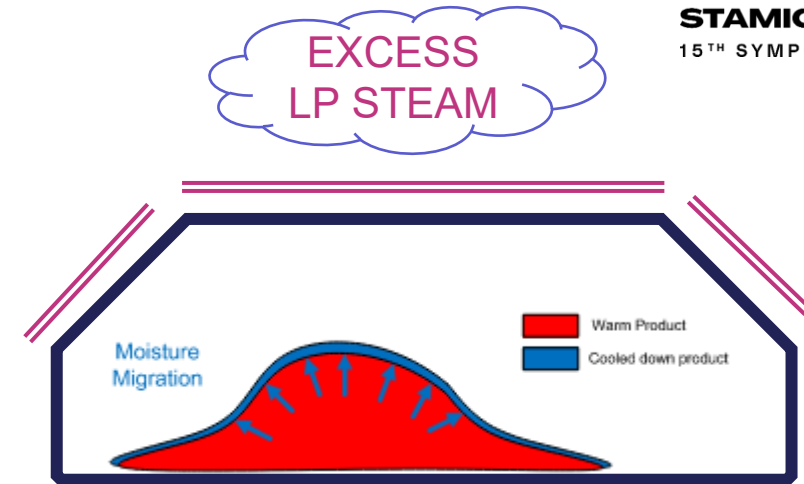 EXCESS
LP STEAM
STAMIC
15TH SYMP
Warm Product
Cooled down product
Moisture
Migration